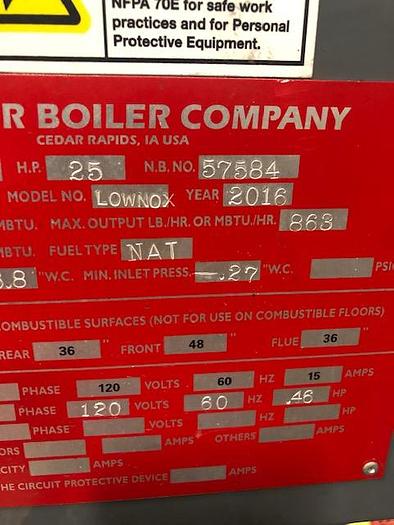 NFPA 70E for safe work
practices and for Personal
Protective Equipment.
R BOILER COMPANY
CEDAR RAPIDS, IA USA
H.P. 25 N.B. NO. 57584
MODEL NO. LOWNOX YEAR 2016
MBTU. MAX. OUTPUT LB./HR. OR MBTU/HR. 863
MBTU. FUEL TYPE NAT
.8 "W.C. MIN. INLET PRESS. -.27 "W.C. PSIG
COMBUSTIBLE SURFACES (NOT FOR USE ON COMBUSTIBLE FLOORS)
REAR 36 " FRONT 48 " FLUE 36 "
PHASE 120 VOLTS 60 HZ 15 AMPS
PHASE 120 VOLTS 60 HZ .46 HP
PHASE VOLTS HZ HP
ORS AMPS OTHERS AMPS
CITY AMPS
HE CIRCUIT PROTECTIVE DEVICE AMPS